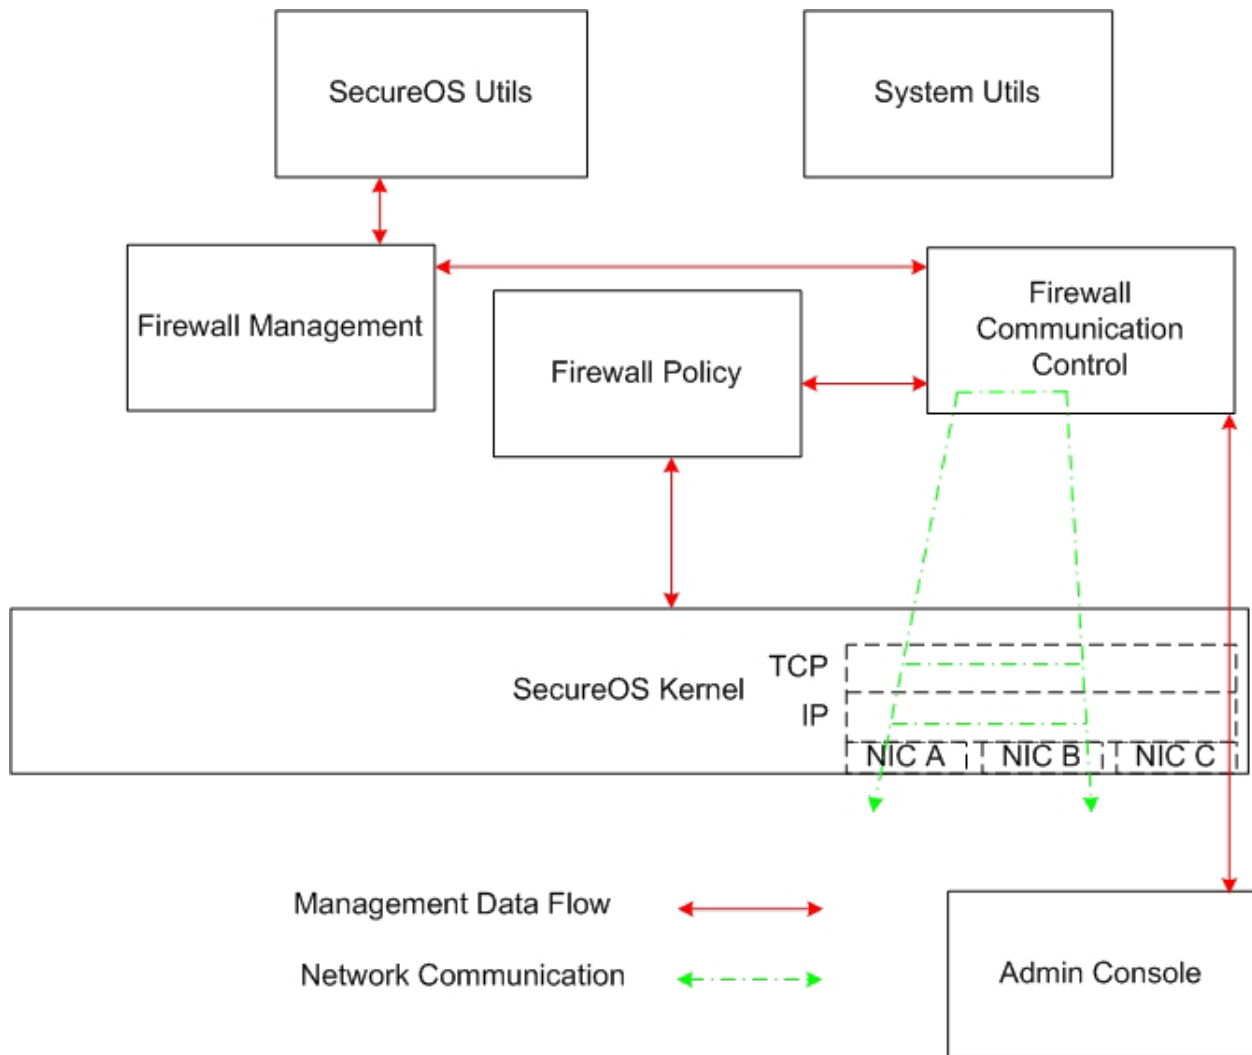 SecureOS Utils
System Utils
Firewall Management
Firewall Policy
Firewall
Communication
Control
SecureOS Kernel
TCP
IP
NIC A
NIC B
NIC C
Management Data Flow
Network Communication
Admin Console